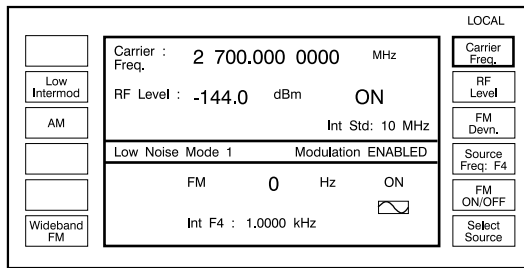 LOCAL
Carrier Freq. : 2 700.000 0000 MHz
Carrier
Freq.
Low
Intermod
RF Level : -144.0 dBm ON
RF
Level
AM
Int Std: 10 MHz
FM
Devn.
Low Noise Mode 1 Modulation ENABLED
Source
Freq: F4
FM 0 Hz ON
FM
ON/OFF
Wideband
FM
Int F4 : 1.0000 kHz
Select
Source